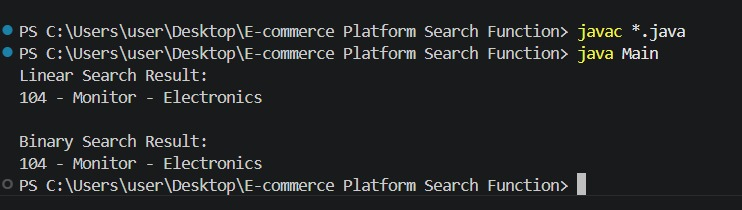 PS C:\Users\user\Desktop\E-commerce Platform Search Function> javac *.java
PS C:\Users\user\Desktop\E-commerce Platform Search Function> java Main
Linear Search Result:
104 - Monitor - Electronics

Binary Search Result:
104 - Monitor - Electronics
PS C:\Users\user\Desktop\E-commerce Platform Search Function>